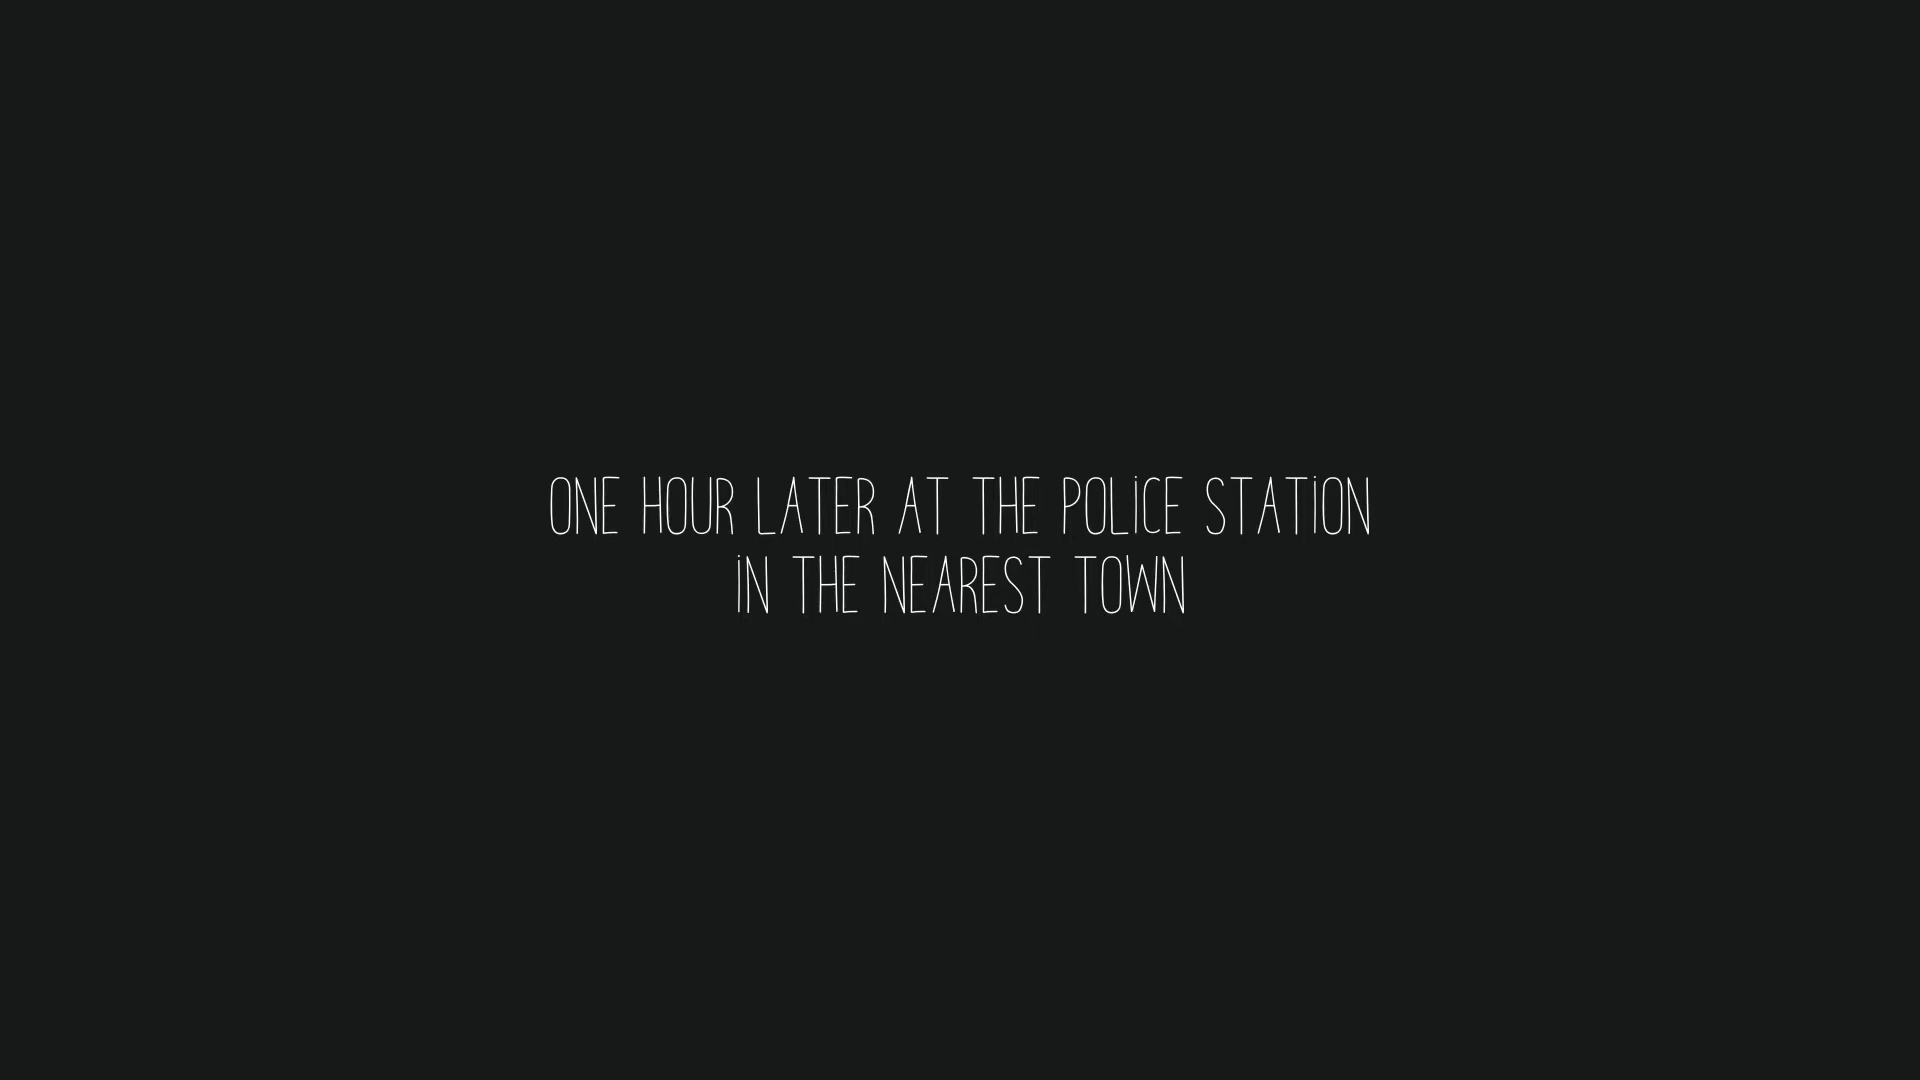 ONE HOUR LATER AT THE POLICE STATION
IN THE NEAREST TOWN